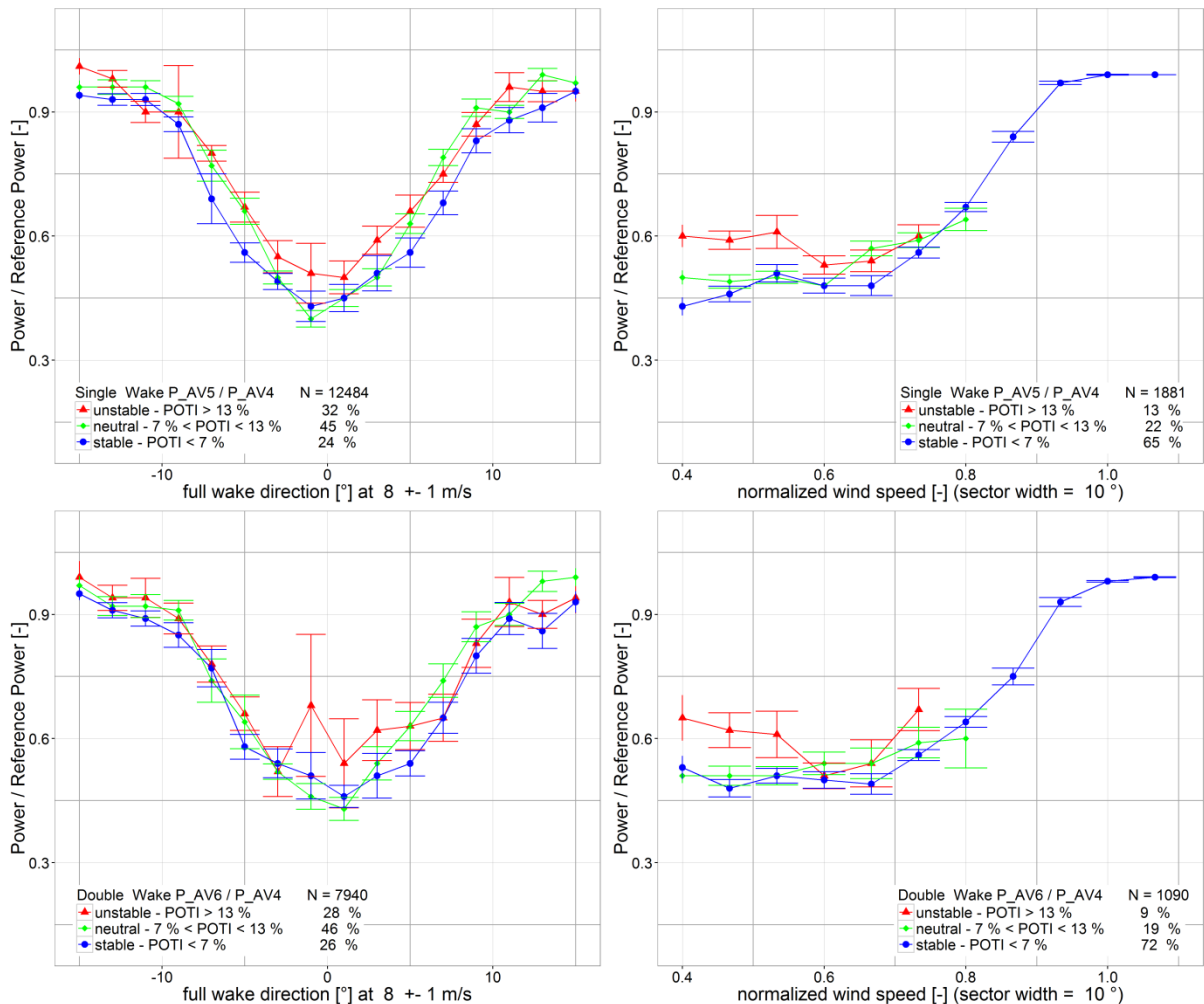 Power / Reference Power [-]
0.9
0.6
0.3
Single Wake P_AV5 / P_AV4 N = 12484
unstable - POTI > 13 % 32 %
neutral - 7 % < POTI < 13 % 45 %
stable - POTI < 7 % 24 %
-10 0 10
full wake direction [°] at 8 +- 1 m/s
Power / Reference Power [-]
0.9
0.6
0.3
Single Wake P_AV5 / P_AV4 N = 1881
unstable - POTI > 13 % 13 %
neutral - 7 % < POTI < 13 % 22 %
stable - POTI < 7 % 65 %
0.4 0.6 0.8 1.0
normalized wind speed [-] (sector width = 10 °)
Power / Reference Power [-]
0.9
0.6
0.3
Double Wake P_AV6 / P_AV4 N = 7940
unstable - POTI > 13 % 28 %
neutral - 7 % < POTI < 13 % 46 %
stable - POTI < 7 % 26 %
-10 0 10
full wake direction [°] at 8 +- 1 m/s
Power / Reference Power [-]
0.9
0.6
0.3
Double Wake P_AV6 / P_AV4 N = 1090
unstable - POTI > 13 % 9 %
neutral - 7 % < POTI < 13 % 19 %
stable - POTI < 7 % 72 %
0.4 0.6 0.8 1.0
normalized wind speed [-] (sector width = 10 °)